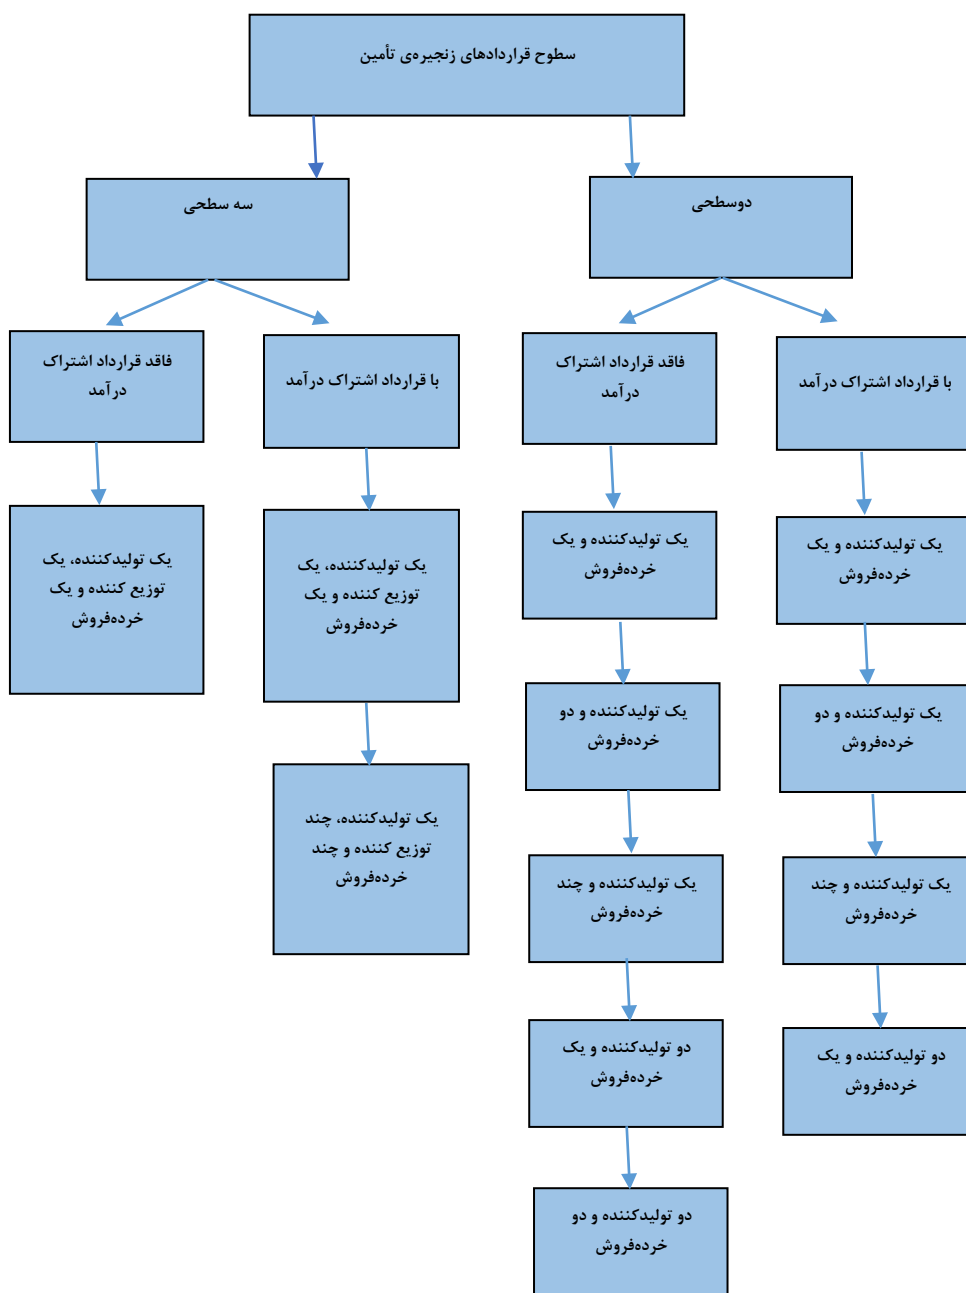 سطوح قراردادهای زنجیره‌ی تأمین
دوسطحی
سه سطحی
با قرارداد اشتراک درآمد
فاقد قرارداد اشتراک
درآمد
با قرارداد اشتراک درآمد
فاقد قرارداد اشتراک
درآمد
یک تولیدکننده و یک
خرده‌فروش
یک تولیدکننده و دو
خرده‌فروش
یک تولیدکننده و چند
خرده‌فروش
دو تولیدکننده و یک
خرده‌فروش
یک تولیدکننده و یک
خرده‌فروش
یک تولیدکننده و دو
خرده‌فروش
یک تولیدکننده و چند
خرده‌فروش
دو تولیدکننده و یک
خرده‌فروش
دو تولیدکننده و دو
خرده‌فروش
یک تولیدکننده، یک
توزیع کننده و یک
خرده‌فروش
یک تولیدکننده، چند
توزیع کننده و چند
خرده‌فروش
یک تولیدکننده، یک
توزیع کننده و یک
خرده‌فروش